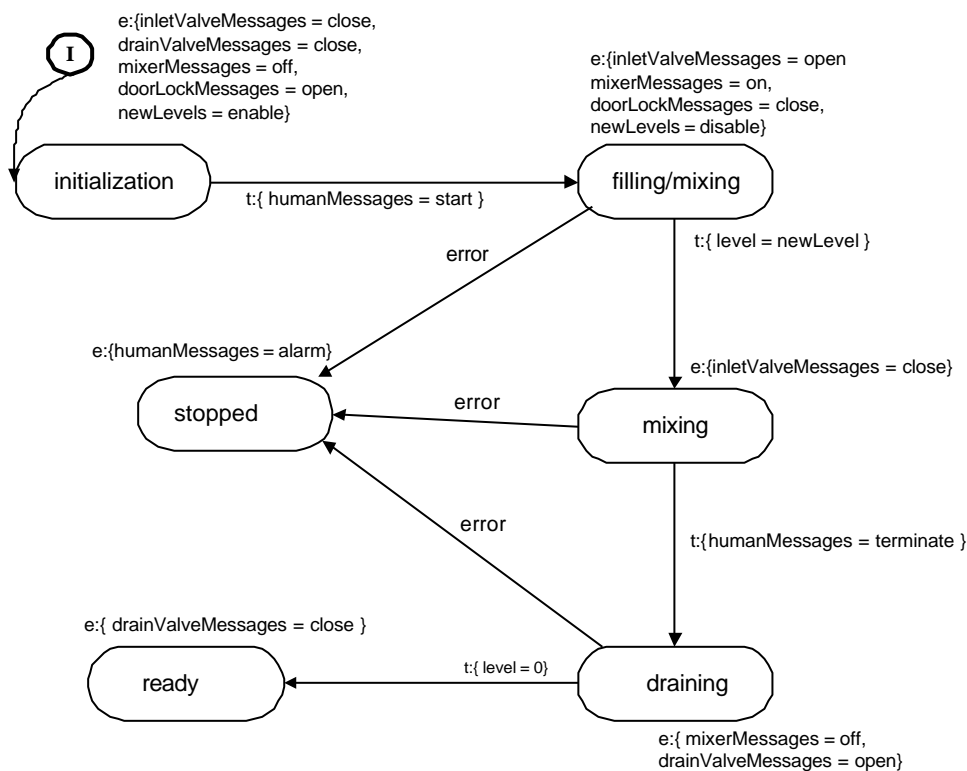 e:{inletValveMessages = close,
drainValveMessages = close,
mixerMessages = off,
doorLockMessages = open,
newLevels = enable}
I
e:{inletValveMessages = open
mixerMessages = on,
doorLockMessages = close,
newLevels = disable}
initialization
filling/mixing
t:{ humanMessages = start }
t:{ level = newLevel }
error
e:{humanMessages = alarm}
e:{inletValveMessages = close}
stopped
error
mixing
error
t:{humanMessages = terminate }
e:{ drainValveMessages = close }
ready
t:{ level = 0}
draining
e:{ mixerMessages = off,
drainValveMessages = open}